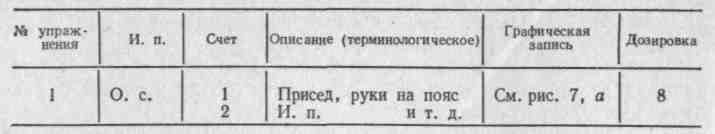 № упраж-
нения
И. п.
Счет
Описание (терминологическое)
Графическая
запись
Дозировка
1
О. с.
1
Присед, руки на пояс
См. рис. 7, а
8
2
И. п. и т. д.